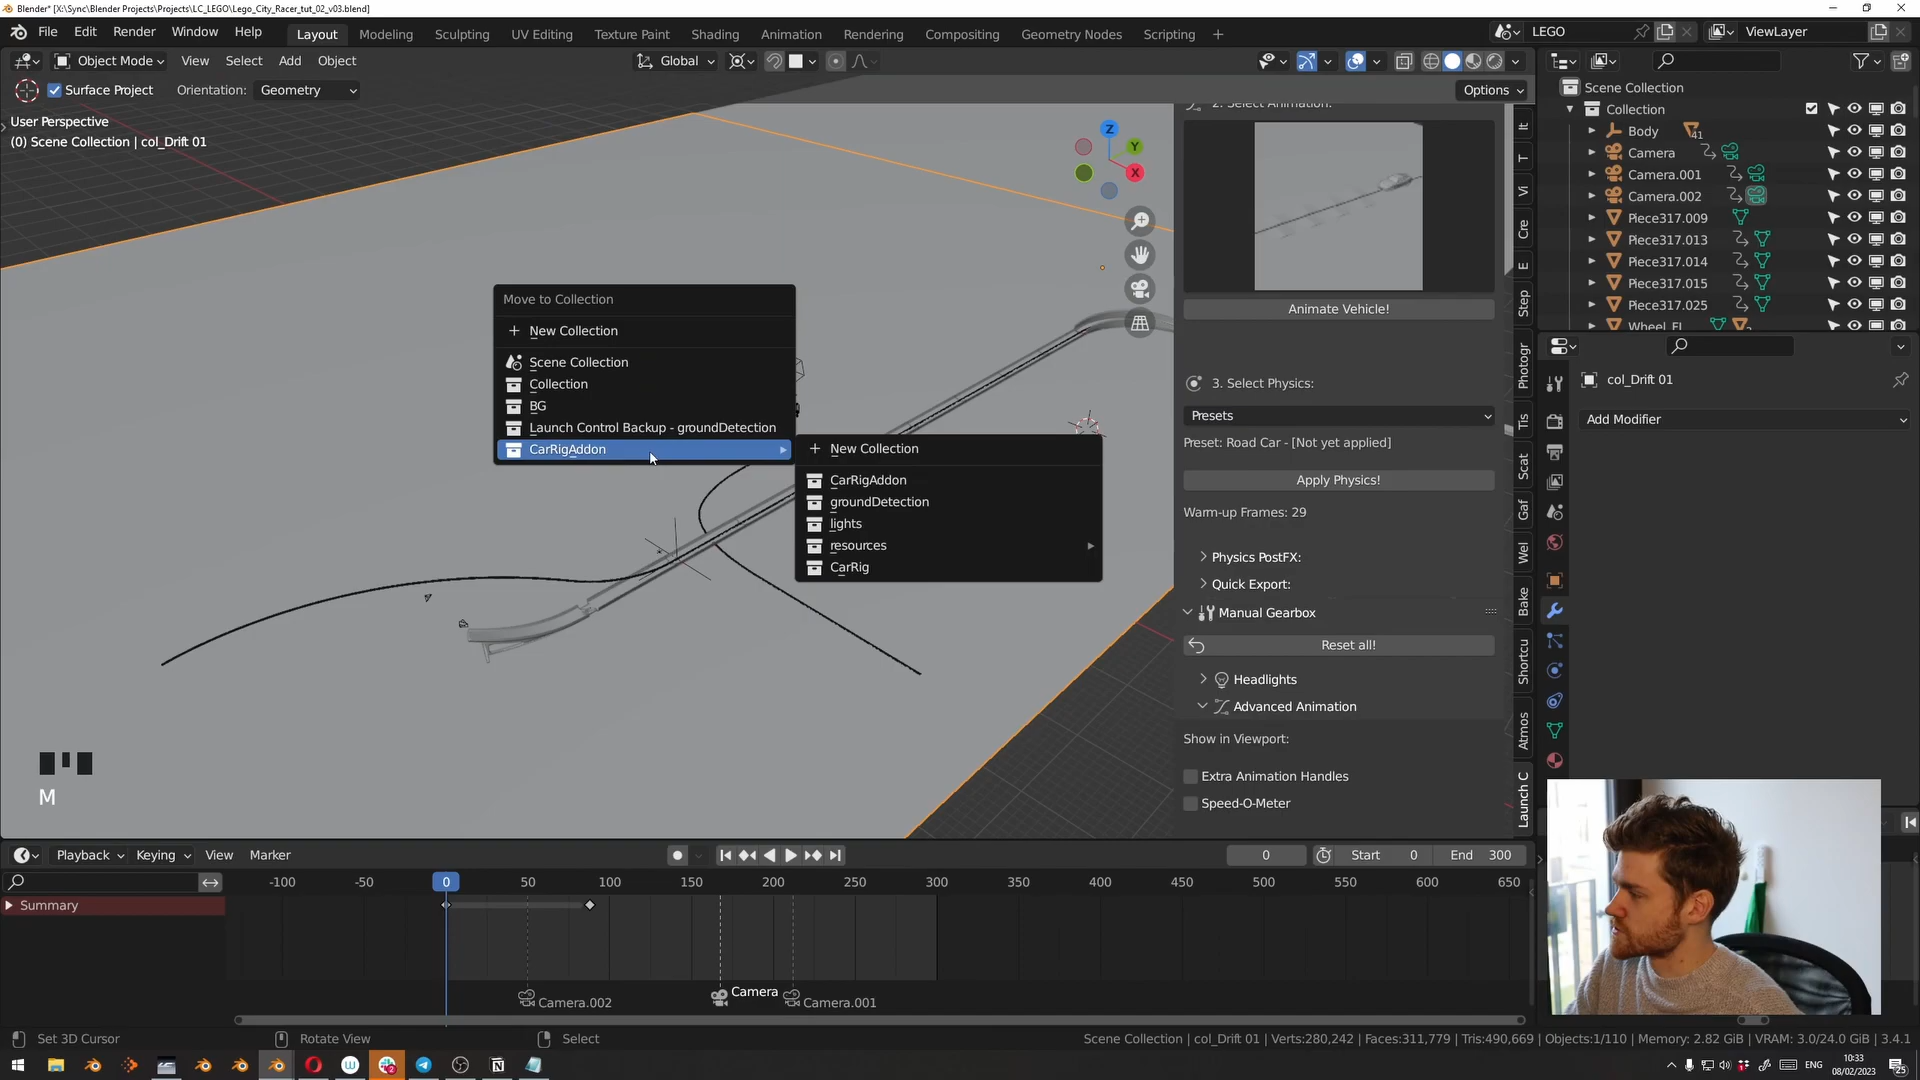 Blender* [X:\Sync\Blender Projects\Projects\LC_LEGO\Lego_City_Racer_tut_02_v03.blend]
File Edit Render Window Help Layout Modeling Sculpting UV Editing Texture Paint Shading Animation Rendering Compositing Geometry Nodes Scripting + LEGO ViewLayer
Object Mode View Select Add Object Global
Surface Project Orientation: Geometry Options
User Perspective
(0) Scene Collection | col_Drift 01
Z
Y
X
Move to Collection
New Collection
Scene Collection
Collection
BG
Launch Control Backup - groundDetection
CarRigAddon
New Collection
CarRigAddon
groundDetection
lights
resources
CarRig
M
2. Select Animation:
Animate Vehicle!
3. Select Physics:
Presets
Preset: Road Car - [Not yet applied]
Apply Physics!
Warm-up Frames: 29
Physics PostFX:
Quick Export:
Manual Gearbox
Reset all!
Headlights
Advanced Animation
Show in Viewport:
Extra Animation Handles
Speed-O-Meter
It
T
Vi
Cre
E
Step
Photogr
Tis
Scat
Gaf
Wel
Bake
Shortcu
Atmos
Launch C
Scene Collection
Collection
Body 41
Camera
Camera.001
Camera.002
Piece317.009
Piece317.013
Piece317.014
Piece317.015
Piece317.025
Wheel_FL
col_Drift 01
Add Modifier
Playback Keying View Marker 0 Start 0 End 300
-100 -50 0 50 100 150 200 250 300 350 400 450 500 550 600 650
Summary
Camera.002 Camera Camera.001
Set 3D Cursor Rotate View Select Scene Collection | col_Drift 01 | Verts:280,242 | Faces:311,779 | Tris:490,669 | Objects:1/110 | Memory: 2.82 GiB | VRAM: 3.0/24.0 GiB | 3.4.1
ENG
10:33
08/02/2023
25